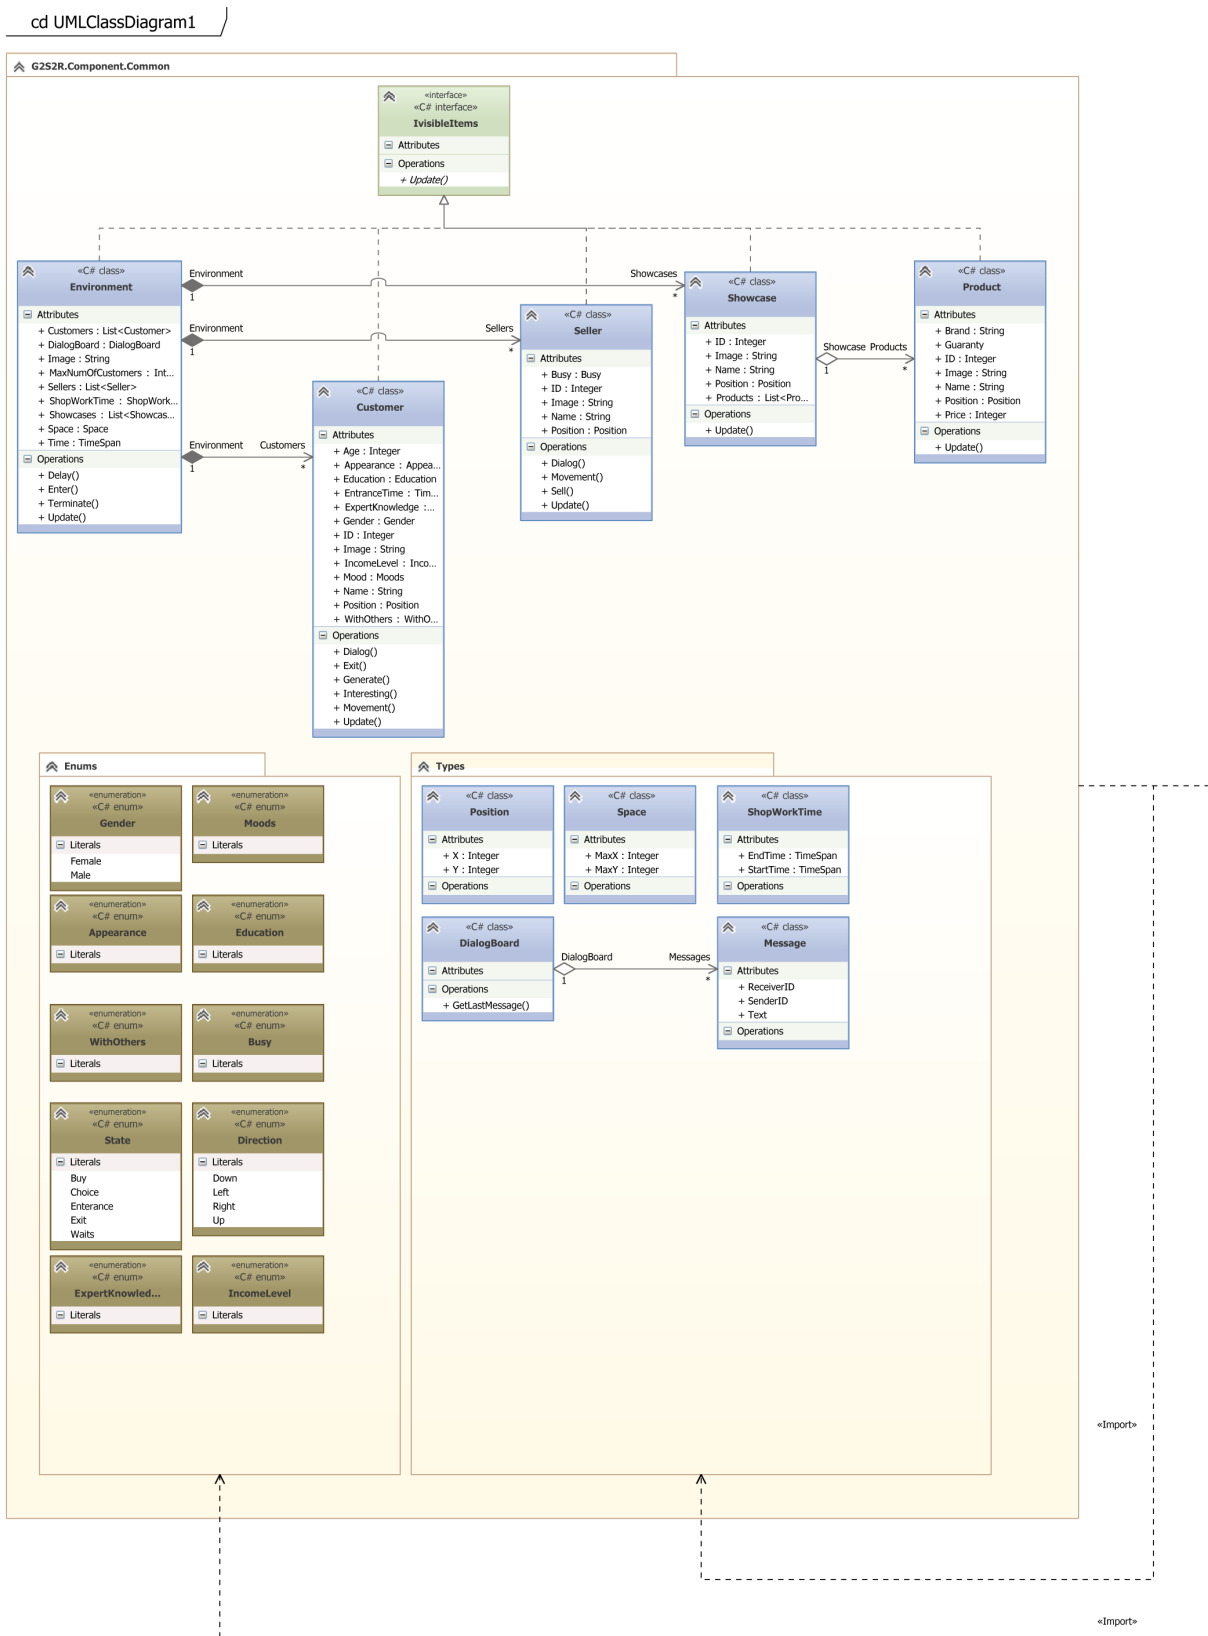 cd UMLClassDiagram1
G2S2R.Component.Common
«interface»
«C# interface»
IvisibleItems
Attributes
Operations
+ Update()
«C# class»
Environment
Attributes
+ Customers : List<Customer>
+ DialogBoard : DialogBoard
+ Image : String
+ MaxNumOfCustomers : Int...
+ Sellers : List<Seller>
+ ShopWorkTime : ShopWork...
+ Showcases : List<Showcas...
+ Space : Space
+ Time : TimeSpan
Operations
+ Delay()
+ Enter()
+ Terminate()
+ Update()
Environment
1
Showcases
*
Environment
1
Sellers
*
Environment
1
Customers
*
«C# class»
Customer
Attributes
+ Age : Integer
+ Appearance : Appea...
+ Education : Education
+ EntranceTime : Tim...
+ ExpertKnowledge :...
+ Gender : Gender
+ ID : Integer
+ Image : String
+ IncomeLevel : Inco...
+ Mood : Moods
+ Name : String
+ Position : Position
+ WithOthers : WithO...
Operations
+ Dialog()
+ Exit()
+ Generate()
+ Interesting()
+ Movement()
+ Update()
«C# class»
Seller
Attributes
+ Busy : Busy
+ ID : Integer
+ Image : String
+ Name : String
+ Position : Position
Operations
+ Dialog()
+ Movement()
+ Sell()
+ Update()
«C# class»
Showcase
Attributes
+ ID : Integer
+ Image : String
+ Name : String
+ Position : Position
+ Products : List<Pro...
Operations
+ Update()
Showcase Products
1
*
«C# class»
Product
Attributes
+ Brand : String
+ Guaranty
+ ID : Integer
+ Image : String
+ Name : String
+ Position : Position
+ Price : Integer
Operations
+ Update()
Enums
«enumeration»
«C# enum»
Gender
Literals
Female
Male
«enumeration»
«C# enum»
Moods
Literals
«enumeration»
«C# enum»
Appearance
Literals
«enumeration»
«C# enum»
Education
Literals
«enumeration»
«C# enum»
WithOthers
Literals
«enumeration»
«C# enum»
Busy
Literals
«enumeration»
«C# enum»
State
Literals
Buy
Choice
Enterance
Exit
Waits
«enumeration»
«C# enum»
Direction
Literals
Down
Left
Right
Up
«enumeration»
«C# enum»
ExpertKnowled...
Literals
«enumeration»
«C# enum»
IncomeLevel
Literals
Types
«C# class»
Position
Attributes
+ X : Integer
+ Y : Integer
Operations
«C# class»
Space
Attributes
+ MaxX : Integer
+ MaxY : Integer
Operations
«C# class»
ShopWorkTime
Attributes
+ EndTime : TimeSpan
+ StartTime : TimeSpan
Operations
«C# class»
DialogBoard
Attributes
Operations
+ GetLastMessage()
DialogBoard
1
Messages
*
«C# class»
Message
Attributes
+ ReceiverID
+ SenderID
+ Text
Operations
«Import»
«Import»